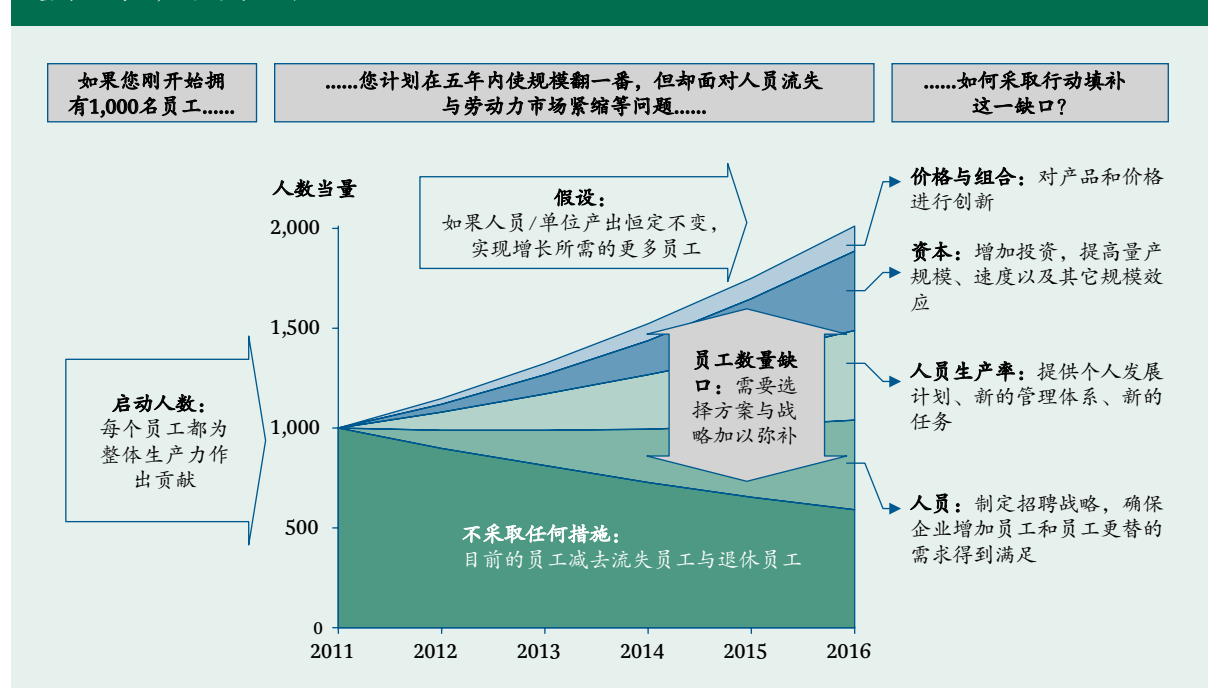 如果您刚开始拥
有1,000名员工……
……您计划在五年内使规模翻一番，但却面对人员流失
与劳动力市场紧缩等问题……
……如何采取行动填补
这一缺口？
人数当量
2,000
1,500
1,000
500
0
2011
2012
2013
2014
2015
2016
启动人数：
每个员工都为
整体生产力作
出贡献
假设：
如果人员/单位产出恒定不变，
实现增长所需的更多员工
员工数量缺
口：需要选
择方案与战
略加以弥补
不采取任何措施：
目前的员工减去流失员工与退休员工
价格与组合：对产品和价格
进行创新
资本：增加投资，提高量产
规模、速度以及其它规模效
应
人员生产率：提供个人发展
计划、新的管理体系、新的
任务
人员：制定招聘战略，确保
企业增加员工和员工更替的
需求得到满足